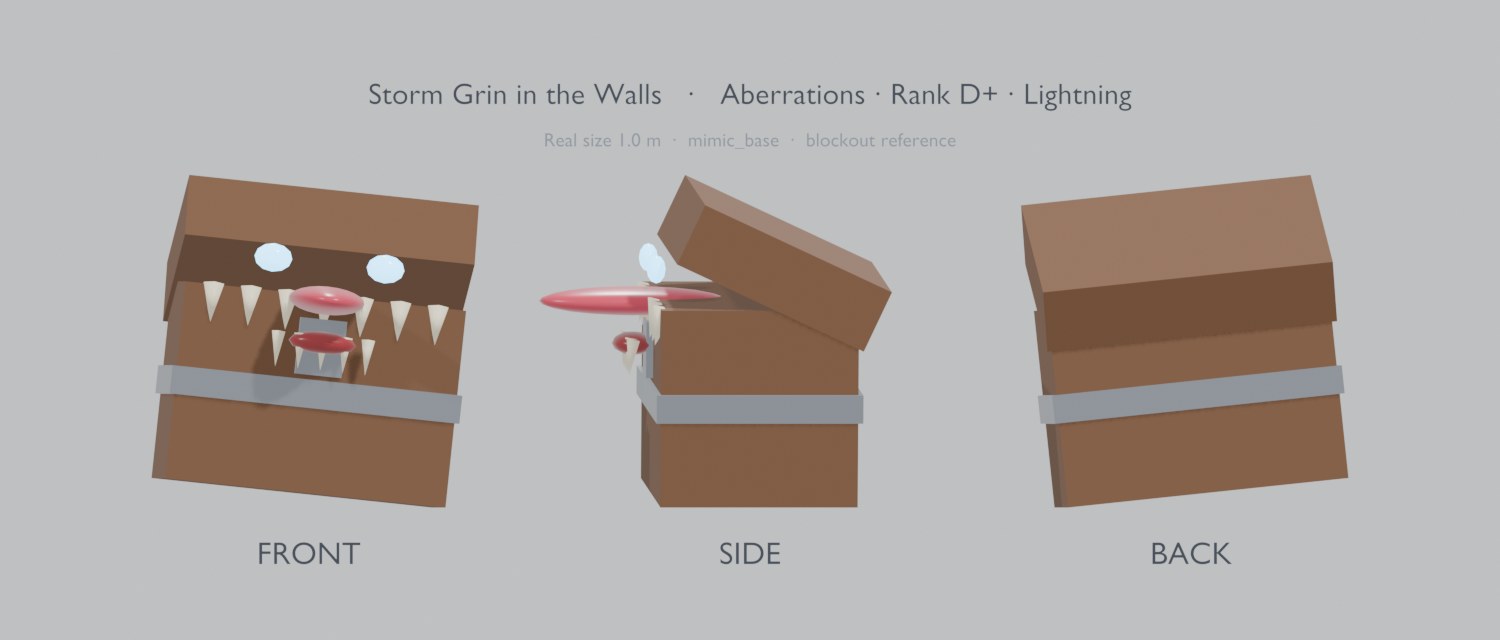 Storm Grin in the Walls · Aberrations · Rank D+ · Lightning
Real size 1.0 m · mimic_base · blockout reference
FRONT SIDE BACK